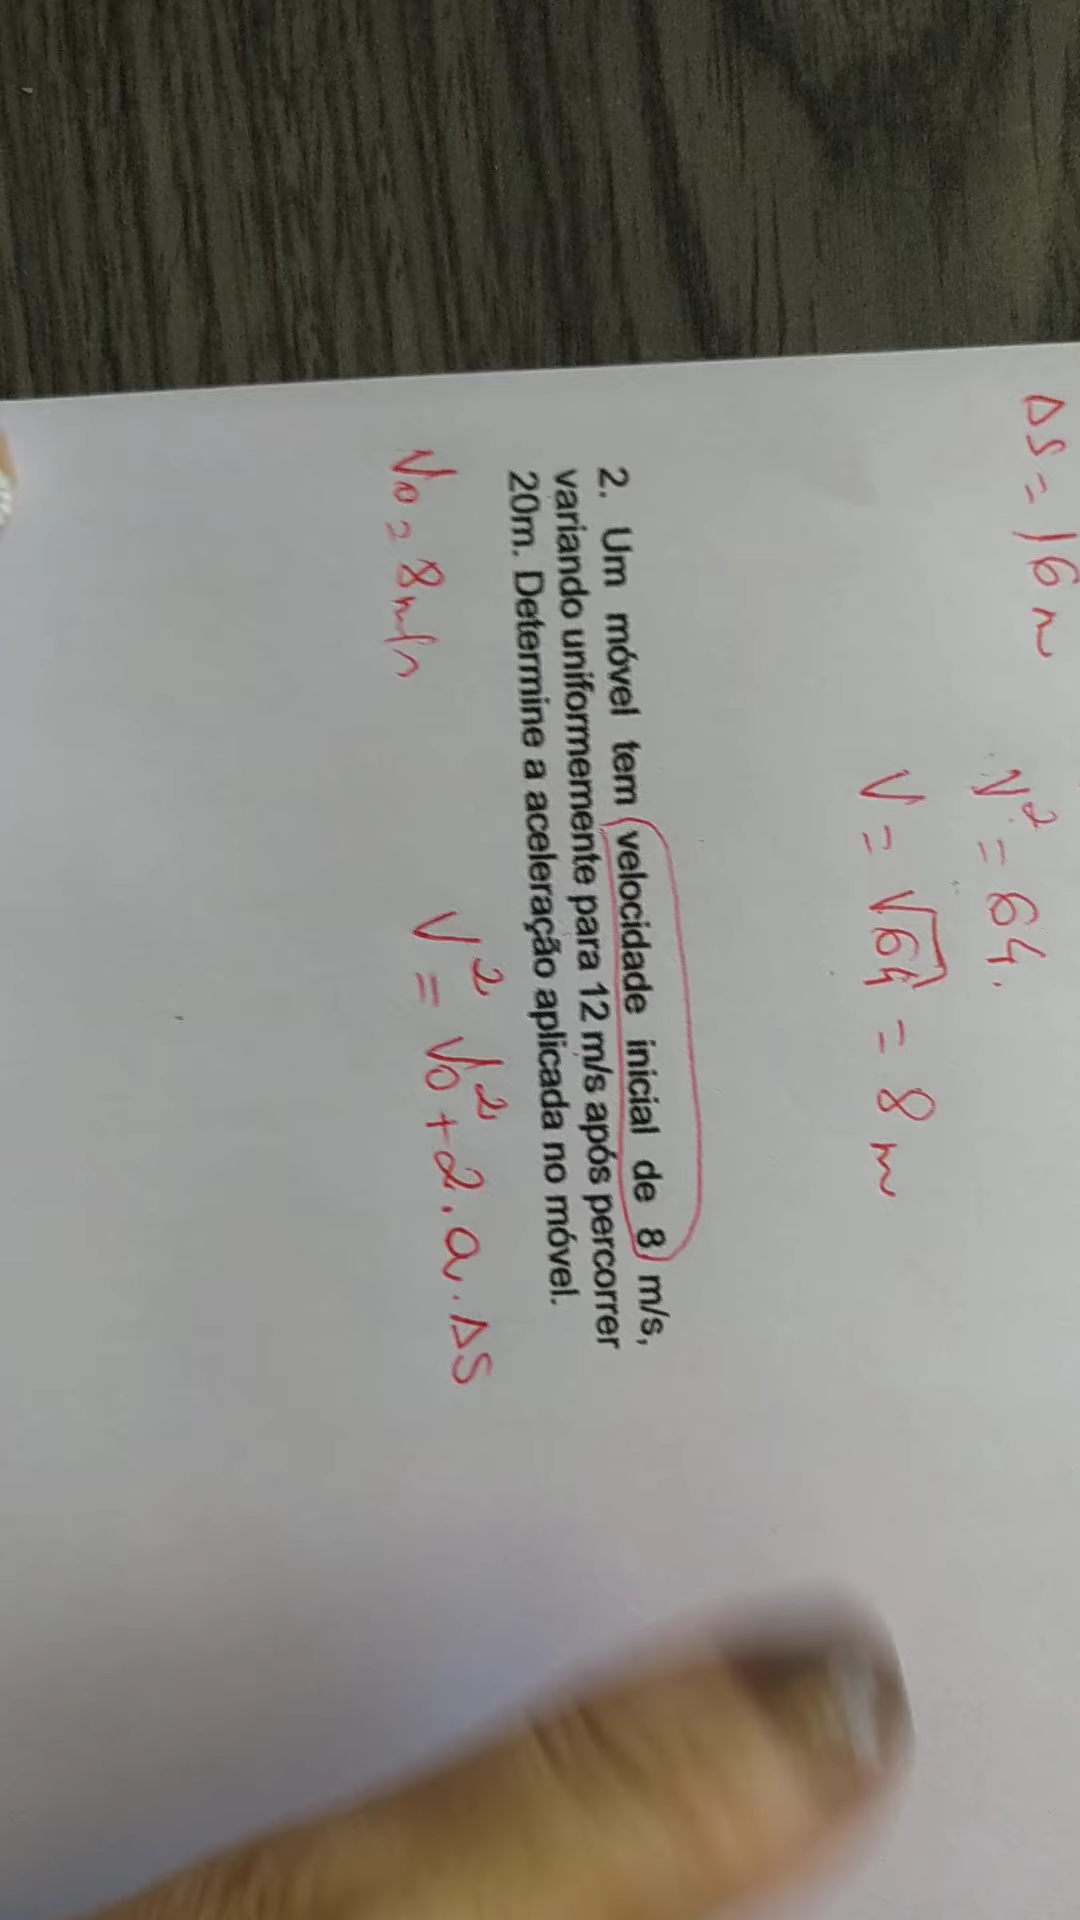 ΔS = 16 m
V² = 64.
V = √64 = 8 m
2. Um móvel tem velocidade inicial de 8 m/s,
variando uniformemente para 12 m/s após percorrer
20m. Determine a aceleração aplicada no móvel.
V² = V₀² + 2 . a . ΔS
V₀ = 8 m/s